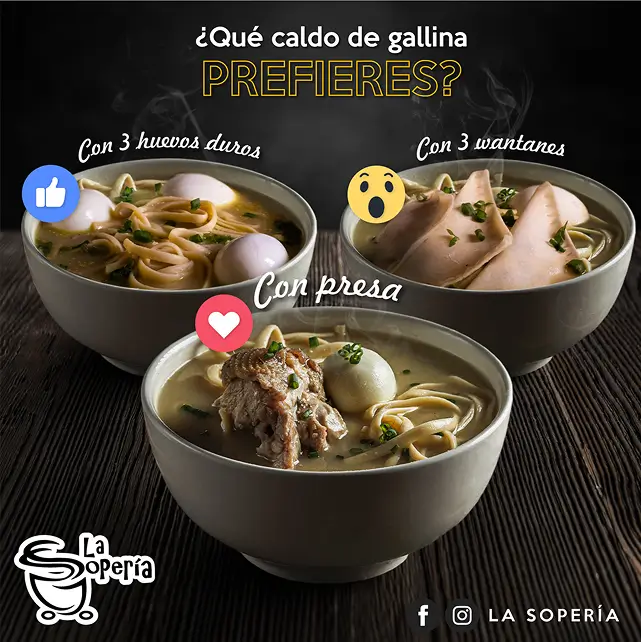 ¿Qué caldo de gallina
PREFIERES?
Con 3 huevos duros
Con 3 wantanes
Con presa
La
Sopería
LA SOPERÍA